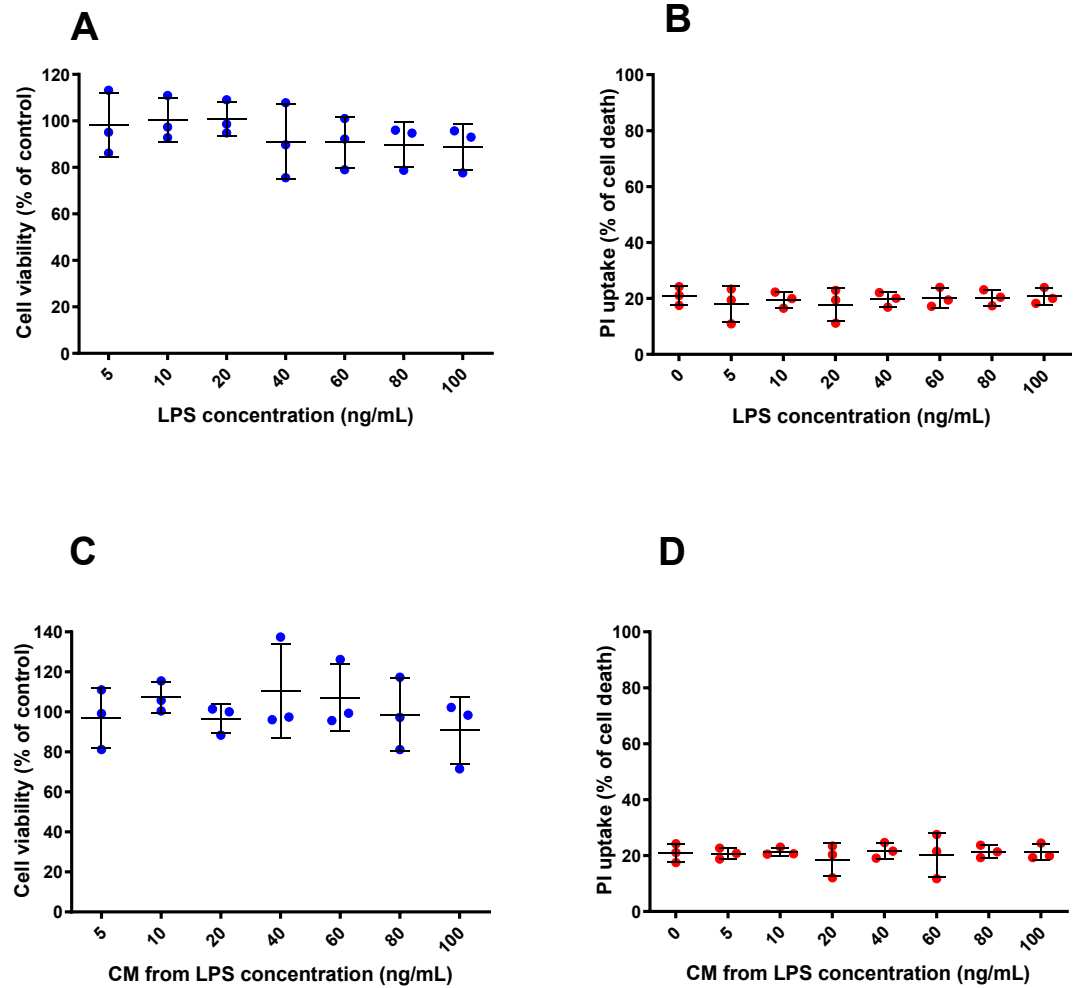 A
Cell viability (% of control)
120
100
80
60
40
20
0
5 10 20 40 60 80 100
LPS concentration (ng/mL)
B
PI uptake (% of cell death)
100
80
60
40
20
0
0 5 10 20 40 60 80 100
LPS concentration (ng/mL)
C
Cell viability (% of control)
140
120
100
80
60
40
20
0
5 10 20 40 60 80 100
CM from LPS concentration (ng/mL)
D
PI uptake (% of cell death)
100
80
60
40
20
0
0 5 10 20 40 60 80 100
CM from LPS concentration (ng/mL)